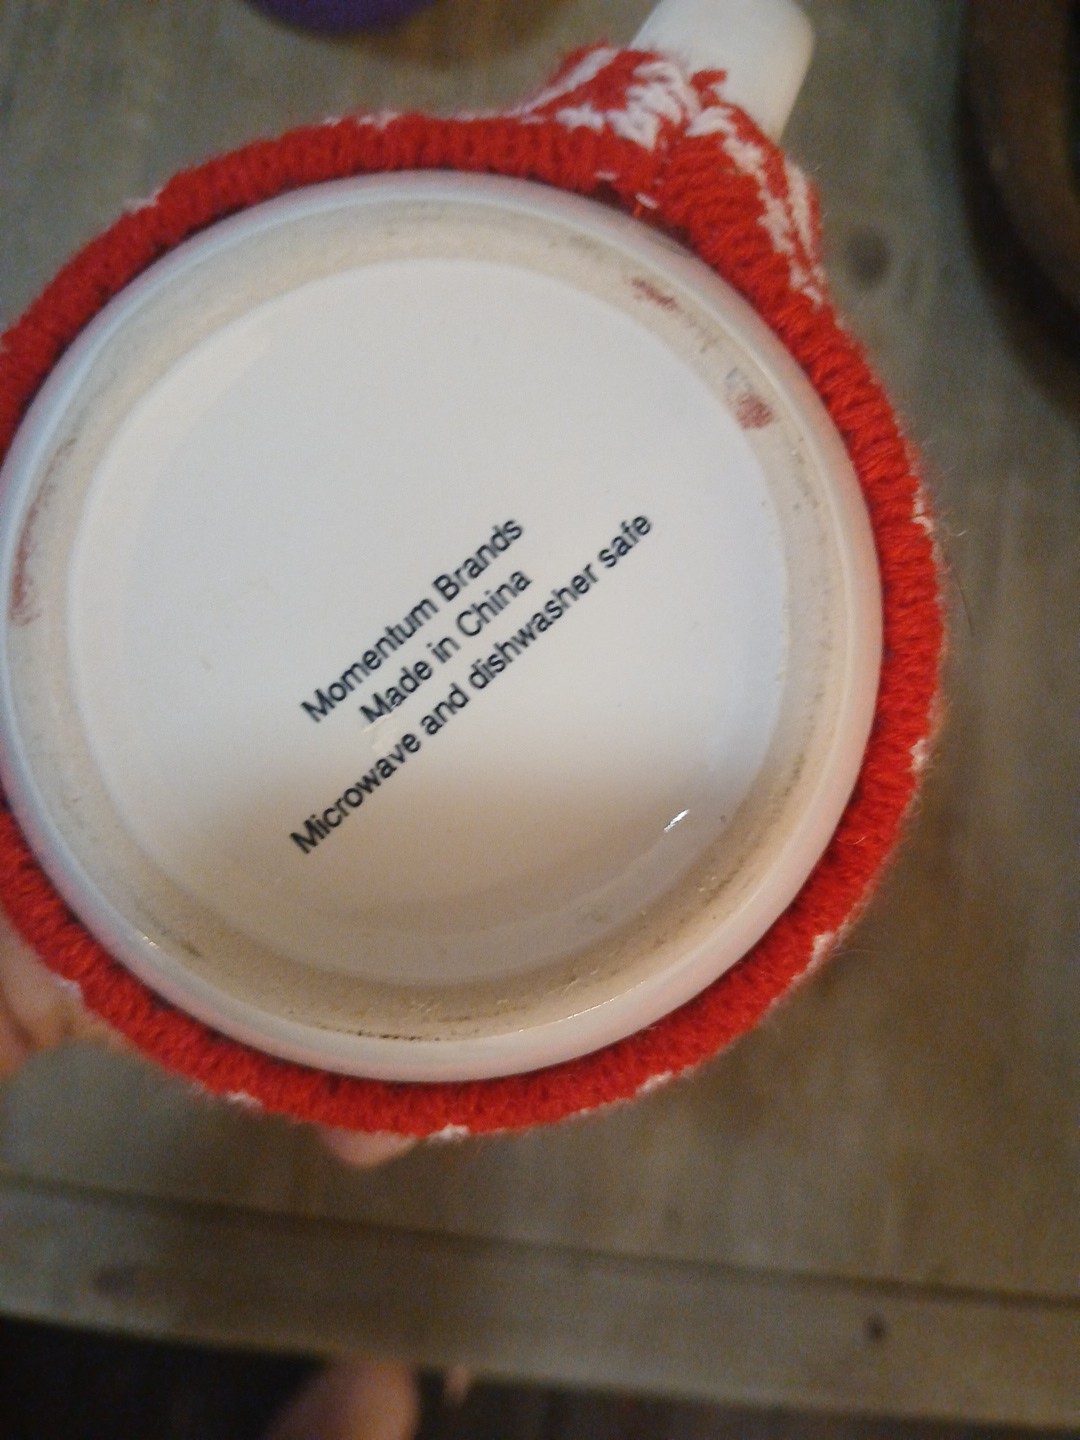 Momentum Brands
Made in China
Microwave and dishwasher safe